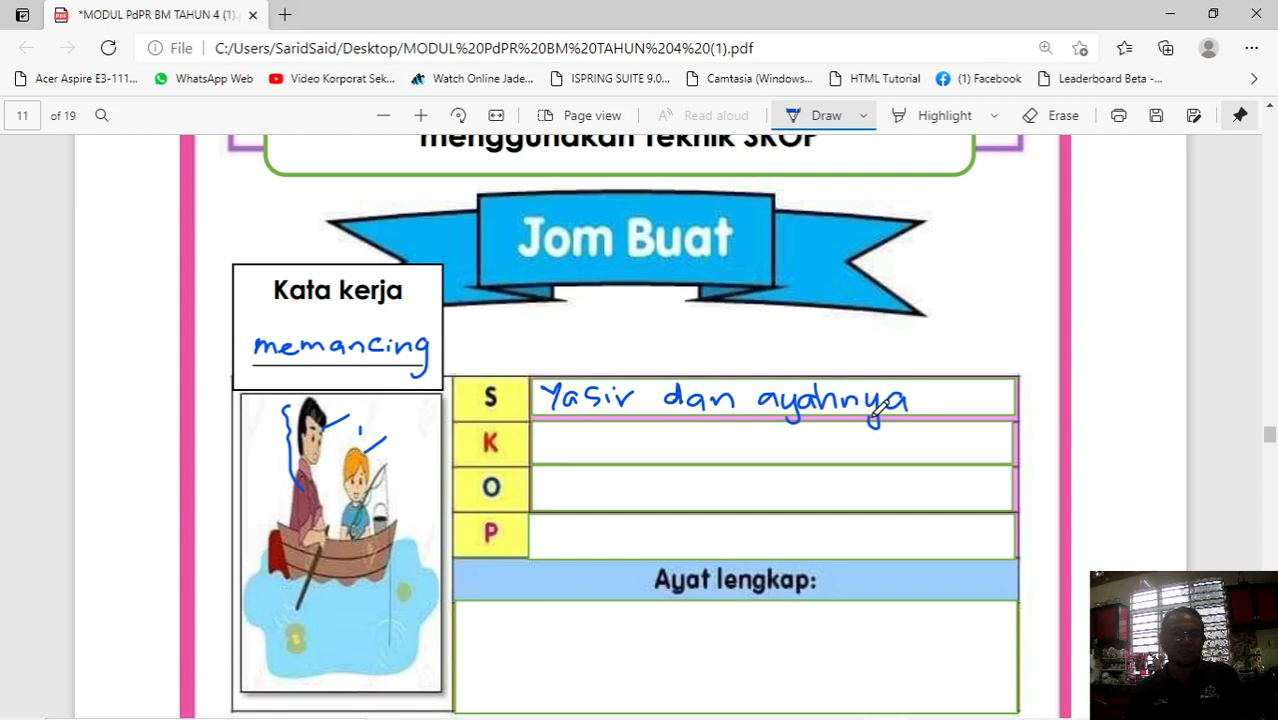 *MODUL PdPR BM TAHUN 4 (1).p
File C:/Users/SaridSaid/Desktop/MODUL%20PdPR%20BM%20TAHUN%204%20(1).pdf
Acer Aspire E3-111... WhatsApp Web Video Korporat Sek... Watch Online Jade... ISPRING SUITE 9.0... Camtasia (Windows... HTML Tutorial (1) Facebook Leaderboard Beta -...
11 of 19 Page view Read aloud Draw Highlight Erase
menggunakan Teknik SKOP
Jom Buat
Kata kerja
memancing
S Yasir dan ayahnya
K
O
P
Ayat lengkap: